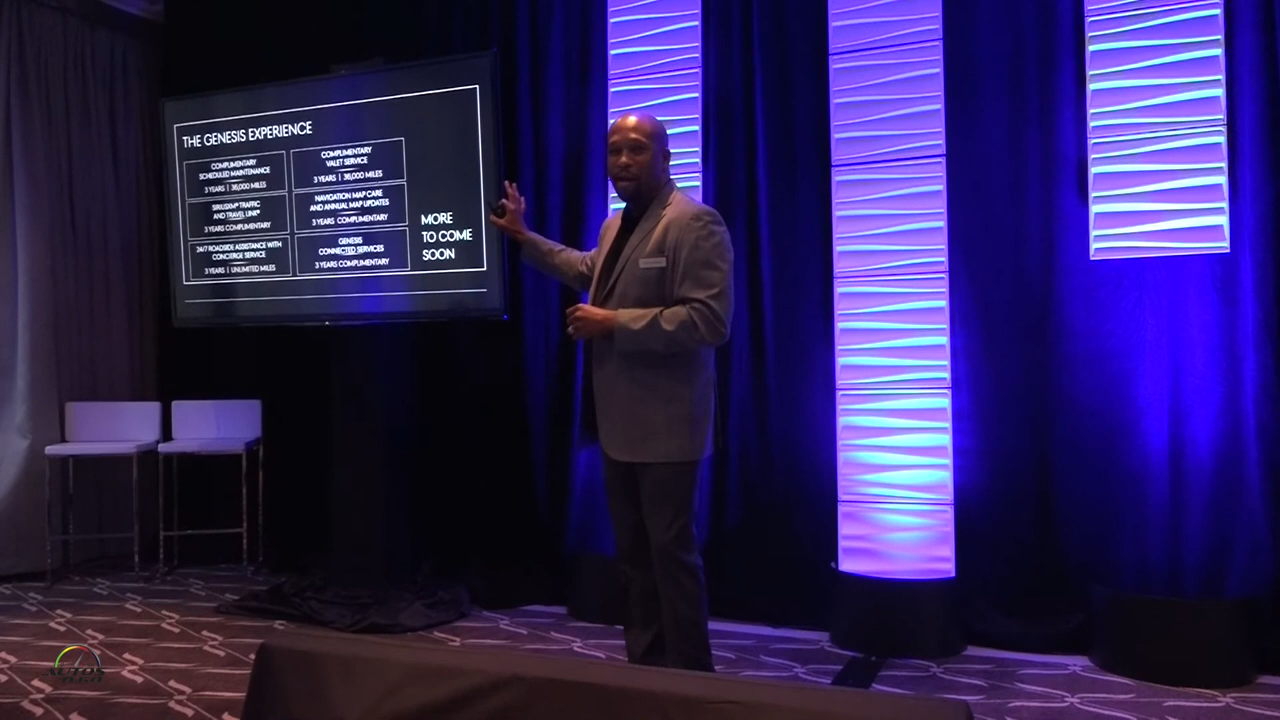 THE GENESIS EXPERIENCE
COMPLIMENTARY
SCHEDULED MAINTENANCE
3 YEARS | 36,000 MILES
COMPLIMENTARY
VALET SERVICE
3 YEARS | 36,000 MILES
SIRIUSXM® TRAFFIC
AND TRAVEL LINK®
3 YEARS COMPLIMENTARY
NAVIGATION MAP CARE
AND ANNUAL MAP UPDATES
3 YEARS COMPLIMENTARY
24/7 ROADSIDE ASSISTANCE WITH
CONCIERGE SERVICE
3 YEARS | UNLIMITED MILES
GENESIS
CONNECTED SERVICES
3 YEARS COMPLIMENTARY
MORE
TO COME
SOON
AUTOS